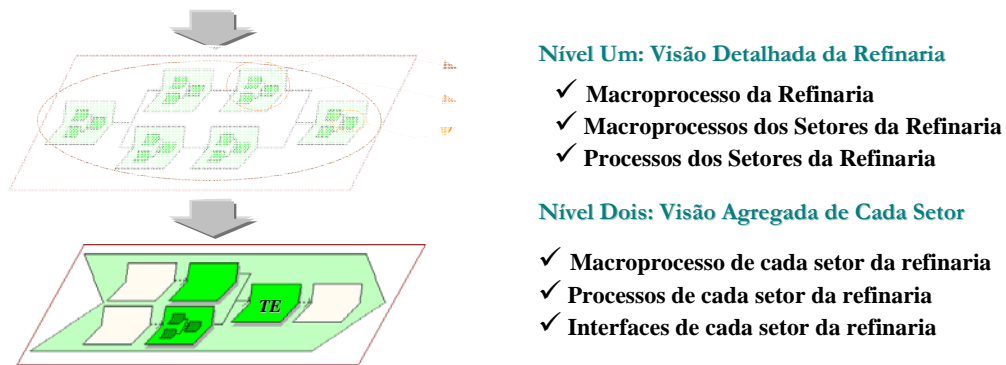 Nível Um: Visão Detalhada da Refinaria
✓ Macroprocesso da Refinaria
✓ Macroprocessos dos Setores da Refinaria
✓ Processos dos Setores da Refinaria
Nível Dois: Visão Agregada de Cada Setor
✓ Macroprocesso de cada setor da refinaria
✓ Processos de cada setor da refinaria
✓ Interfaces de cada setor da refinaria
TE